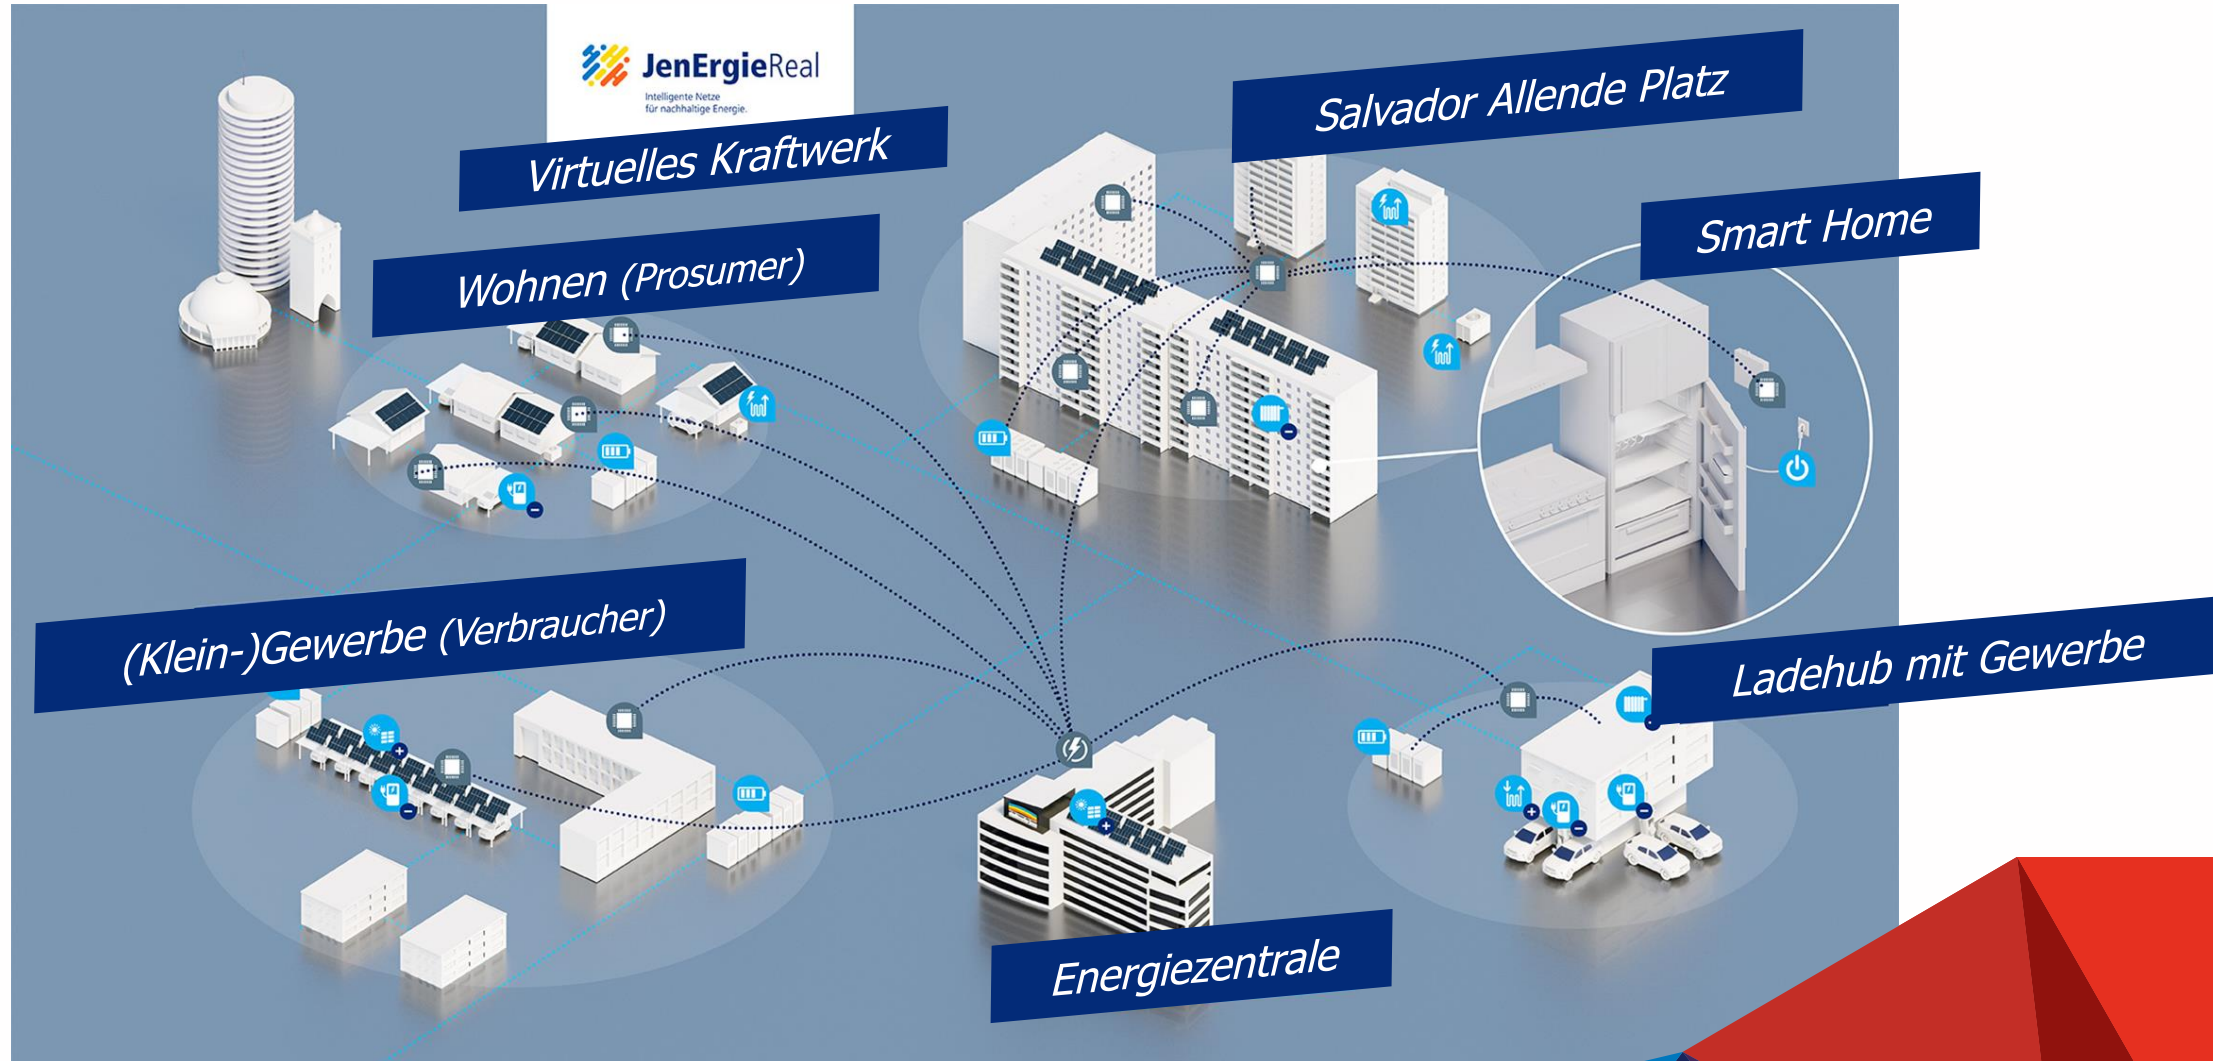 JenErgieReal
Intelligente Netze
für nachhaltige Energie.
Virtuelles Kraftwerk
Salvador Allende Platz
Smart Home
Wohnen (Prosumer)
(Klein-)Gewerbe (Verbraucher)
Ladehub mit Gewerbe
Energiezentrale